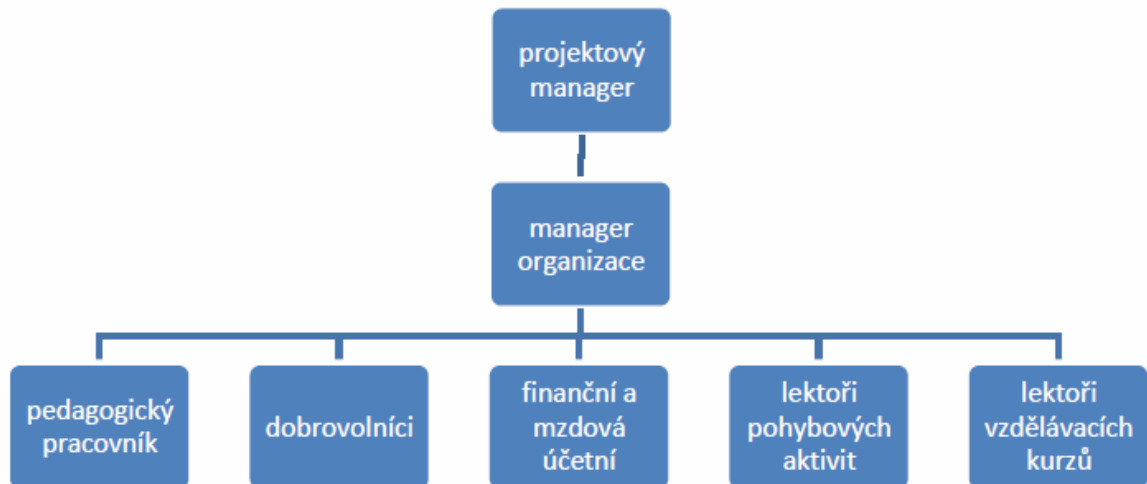 projektový
manager
manager
organizace
pedagogický
pracovník
dobrovolníci
finanční a
mzdová
účetní
lektoři
pohybových
aktivit
lektoři
vzdělávacích
kurzů